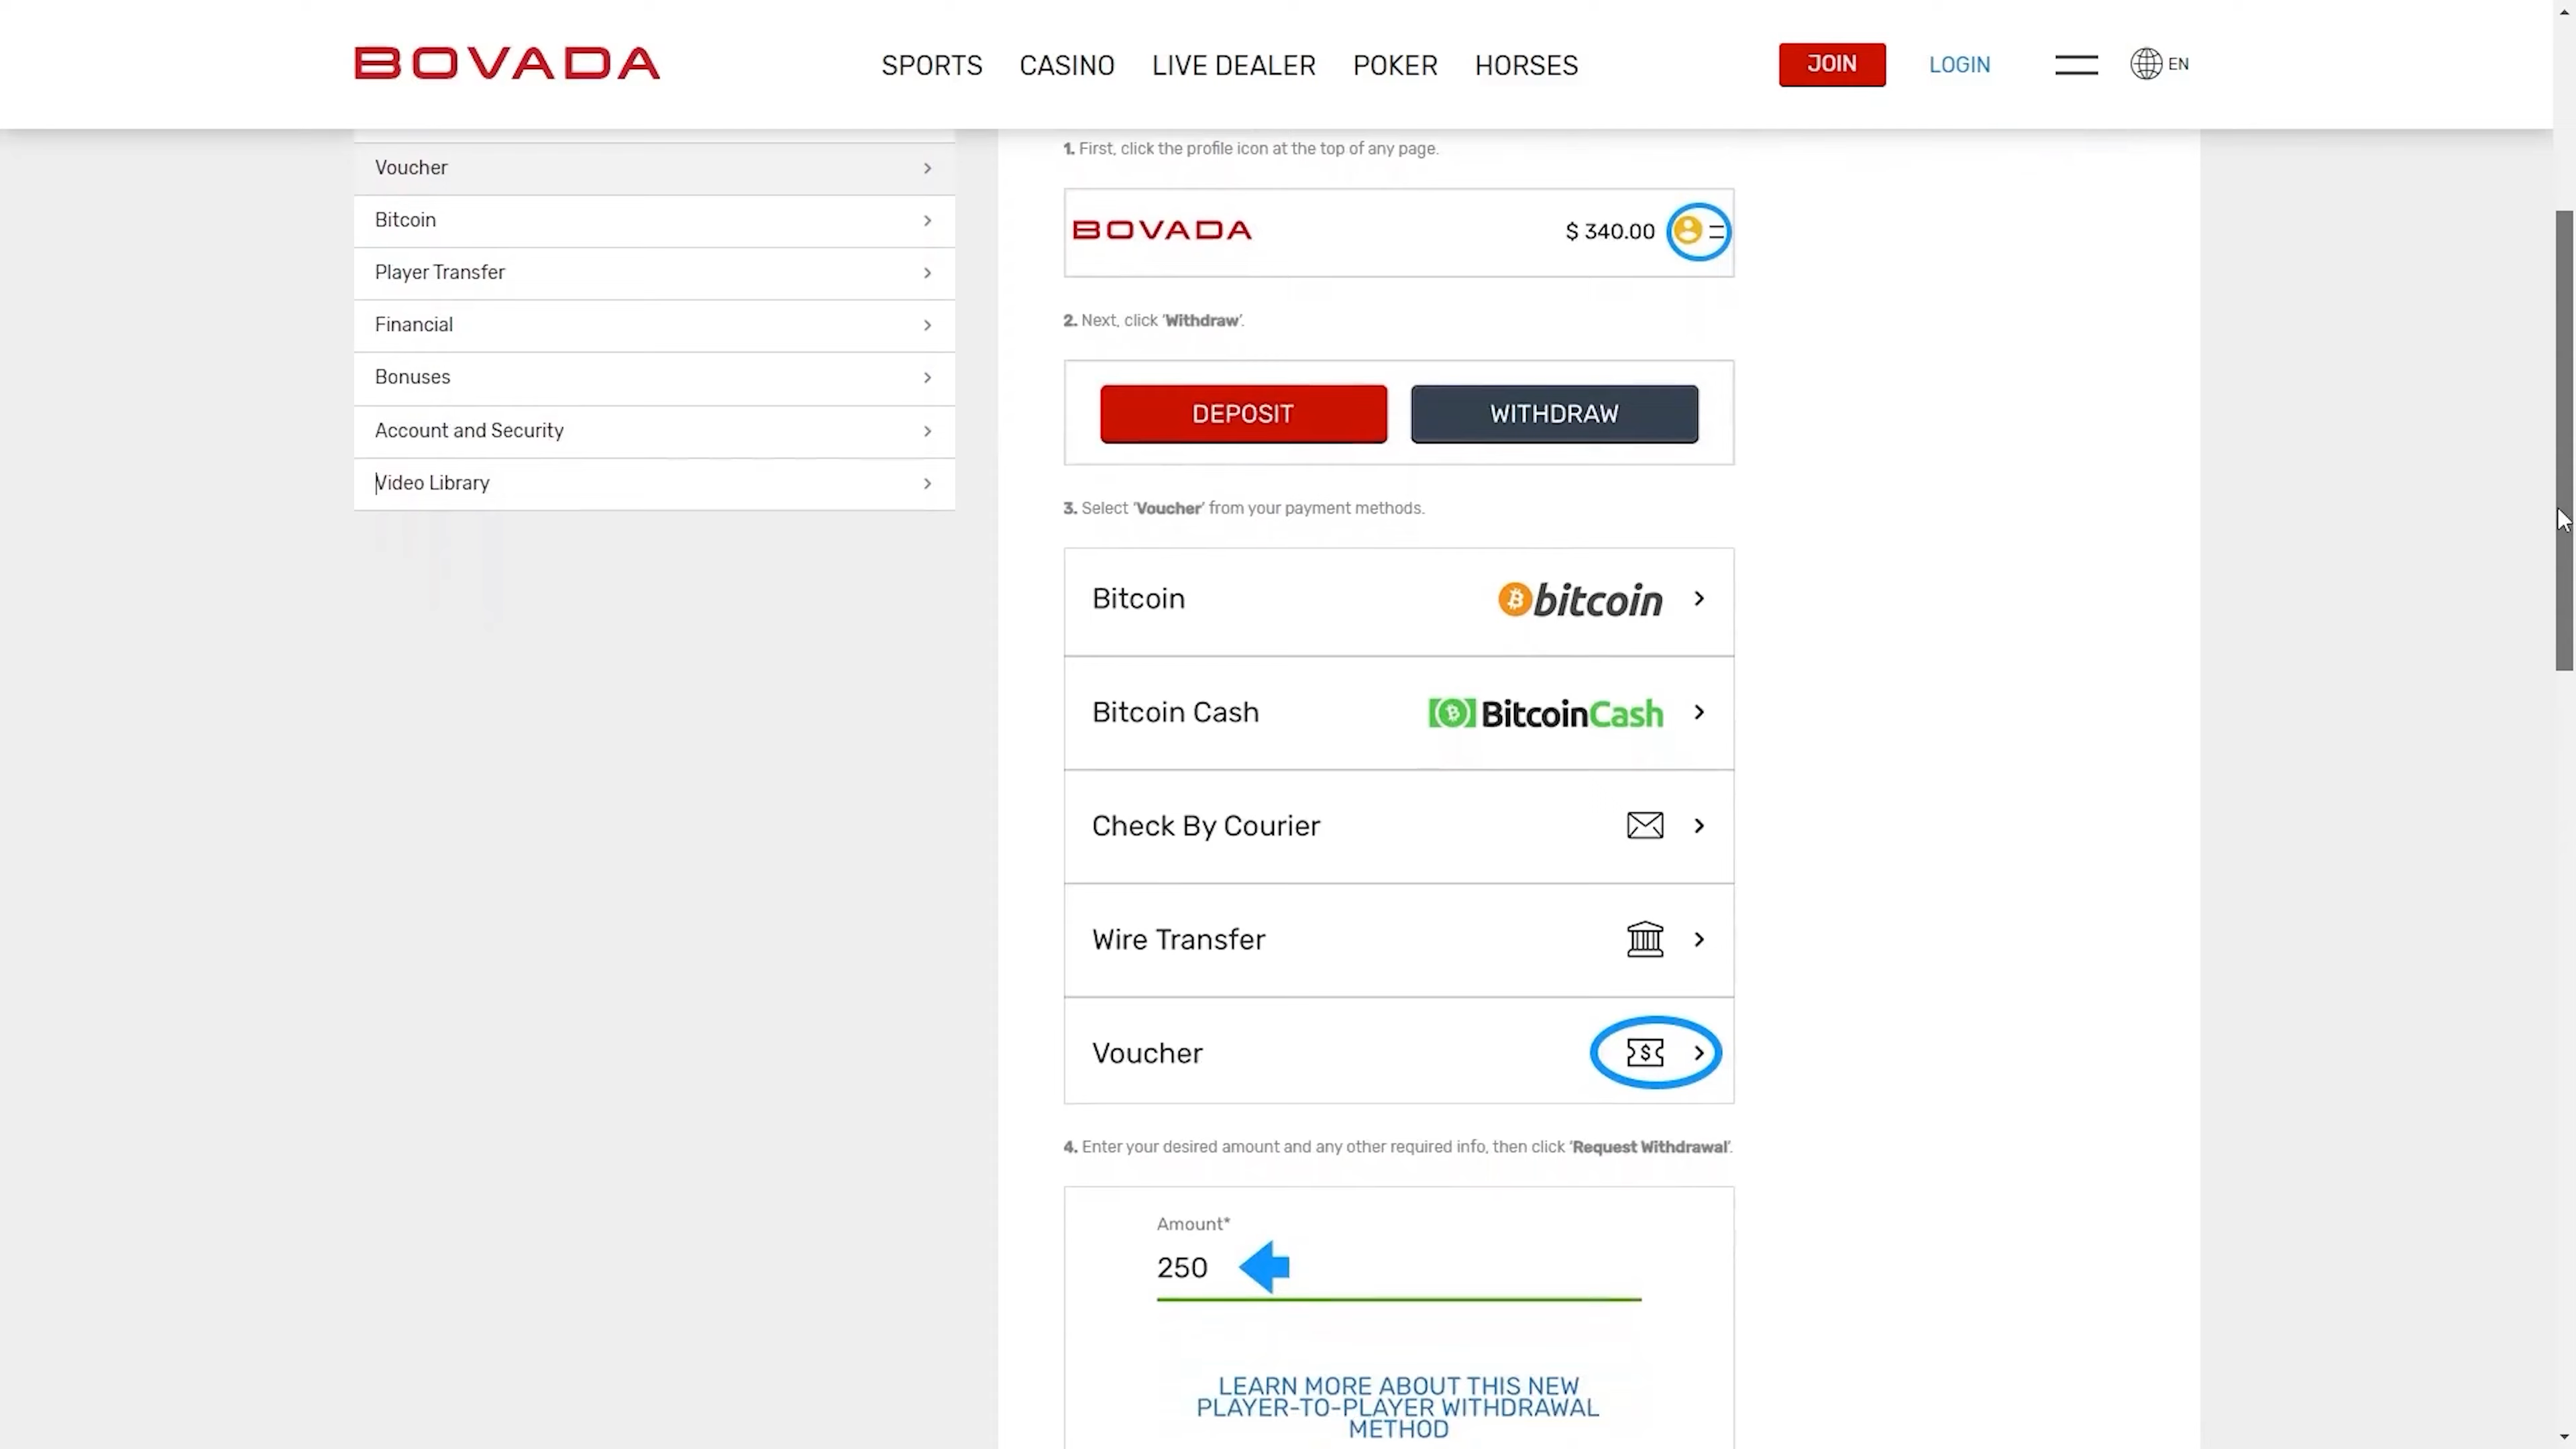 BOVADA
SPORTS CASINO LIVE DEALER POKER HORSES
JOIN LOGIN EN
Voucher
Bitcoin
Player Transfer
Financial
Bonuses
Account and Security
Video Library
1. First, click the profile icon at the top of any page.
BOVADA $ 340.00
2. Next, click 'Withdraw'.
DEPOSIT WITHDRAW
3. Select 'Voucher' from your payment methods.
Bitcoin bitcoin
Bitcoin Cash BitcoinCash
Check By Courier
Wire Transfer
Voucher
4. Enter your desired amount and any other required info, then click 'Request Withdrawal'.
Amount*
250
LEARN MORE ABOUT THIS NEW
PLAYER-TO-PLAYER WITHDRAWAL
METHOD